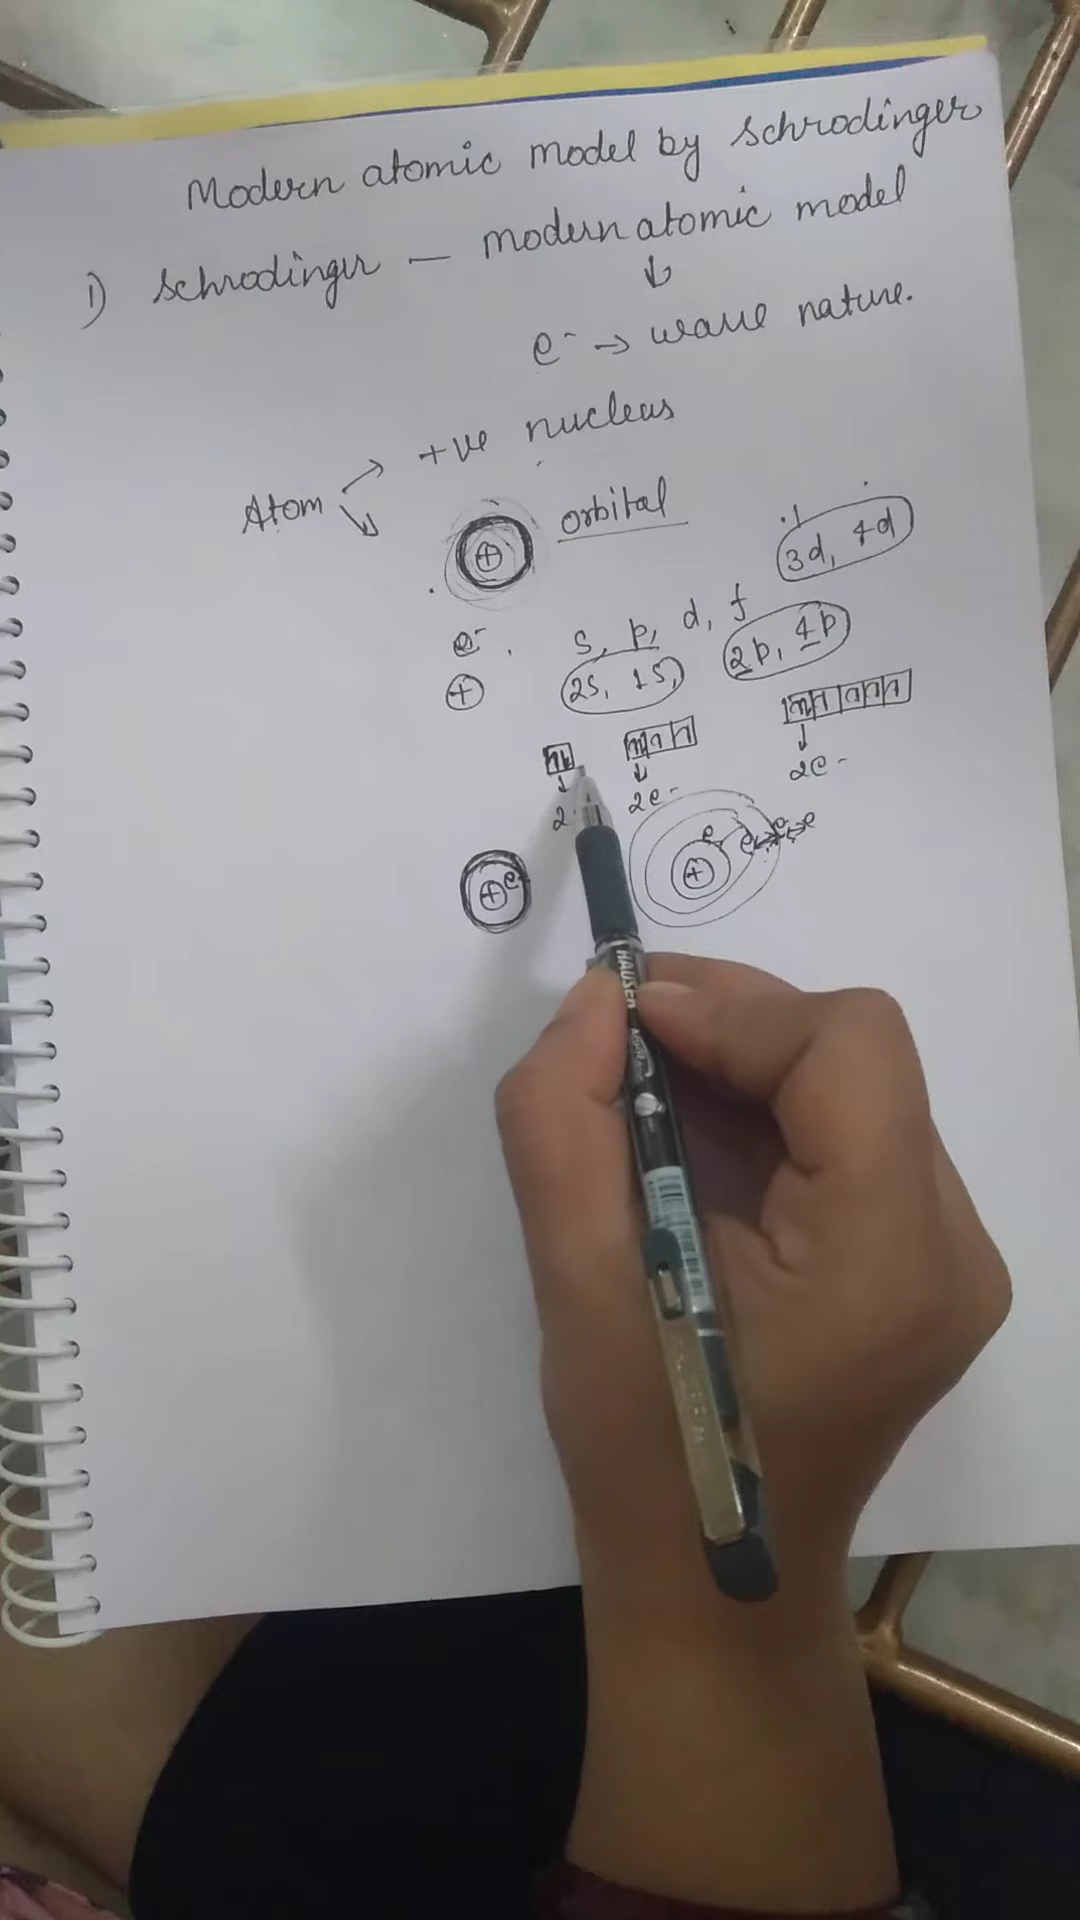 Modern atomic model by schrodinger
1) schrodinger — modern atomic model
↓
e⁻ → wave nature.
Atom → +ve nucleus
orbital
+
3d, 4d
e⁻ . s, p, d, f
+ 2s, 1s, 2p, 4p
2e⁻
2 2e⁻
+ e
+ e e e e
HAUSER